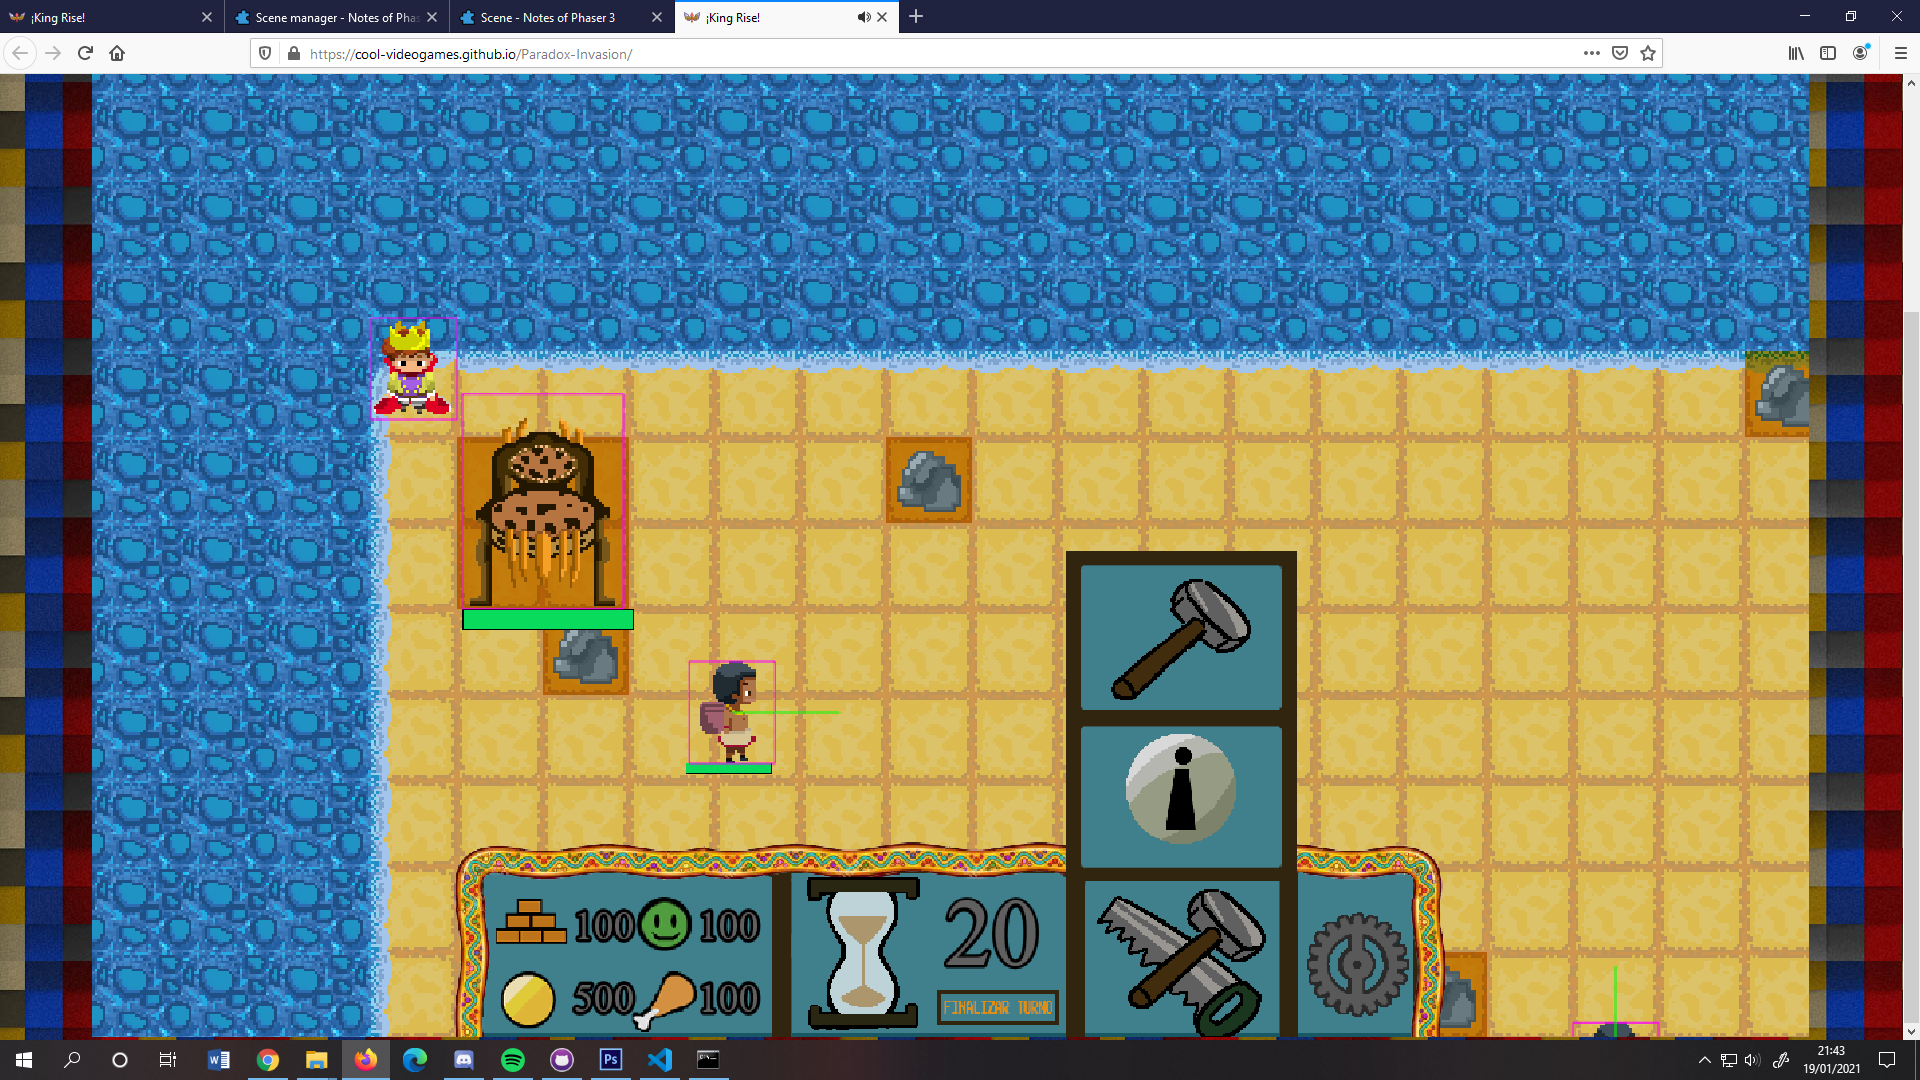 ¡King Rise!
Scene manager - Notes of Phas
Scene - Notes of Phaser 3
¡King Rise!
https://cool-videogames.github.io/Paradox-Invasion/
100 100
20
500 100
FINALIZAR TURNO
21:43
19/01/2021